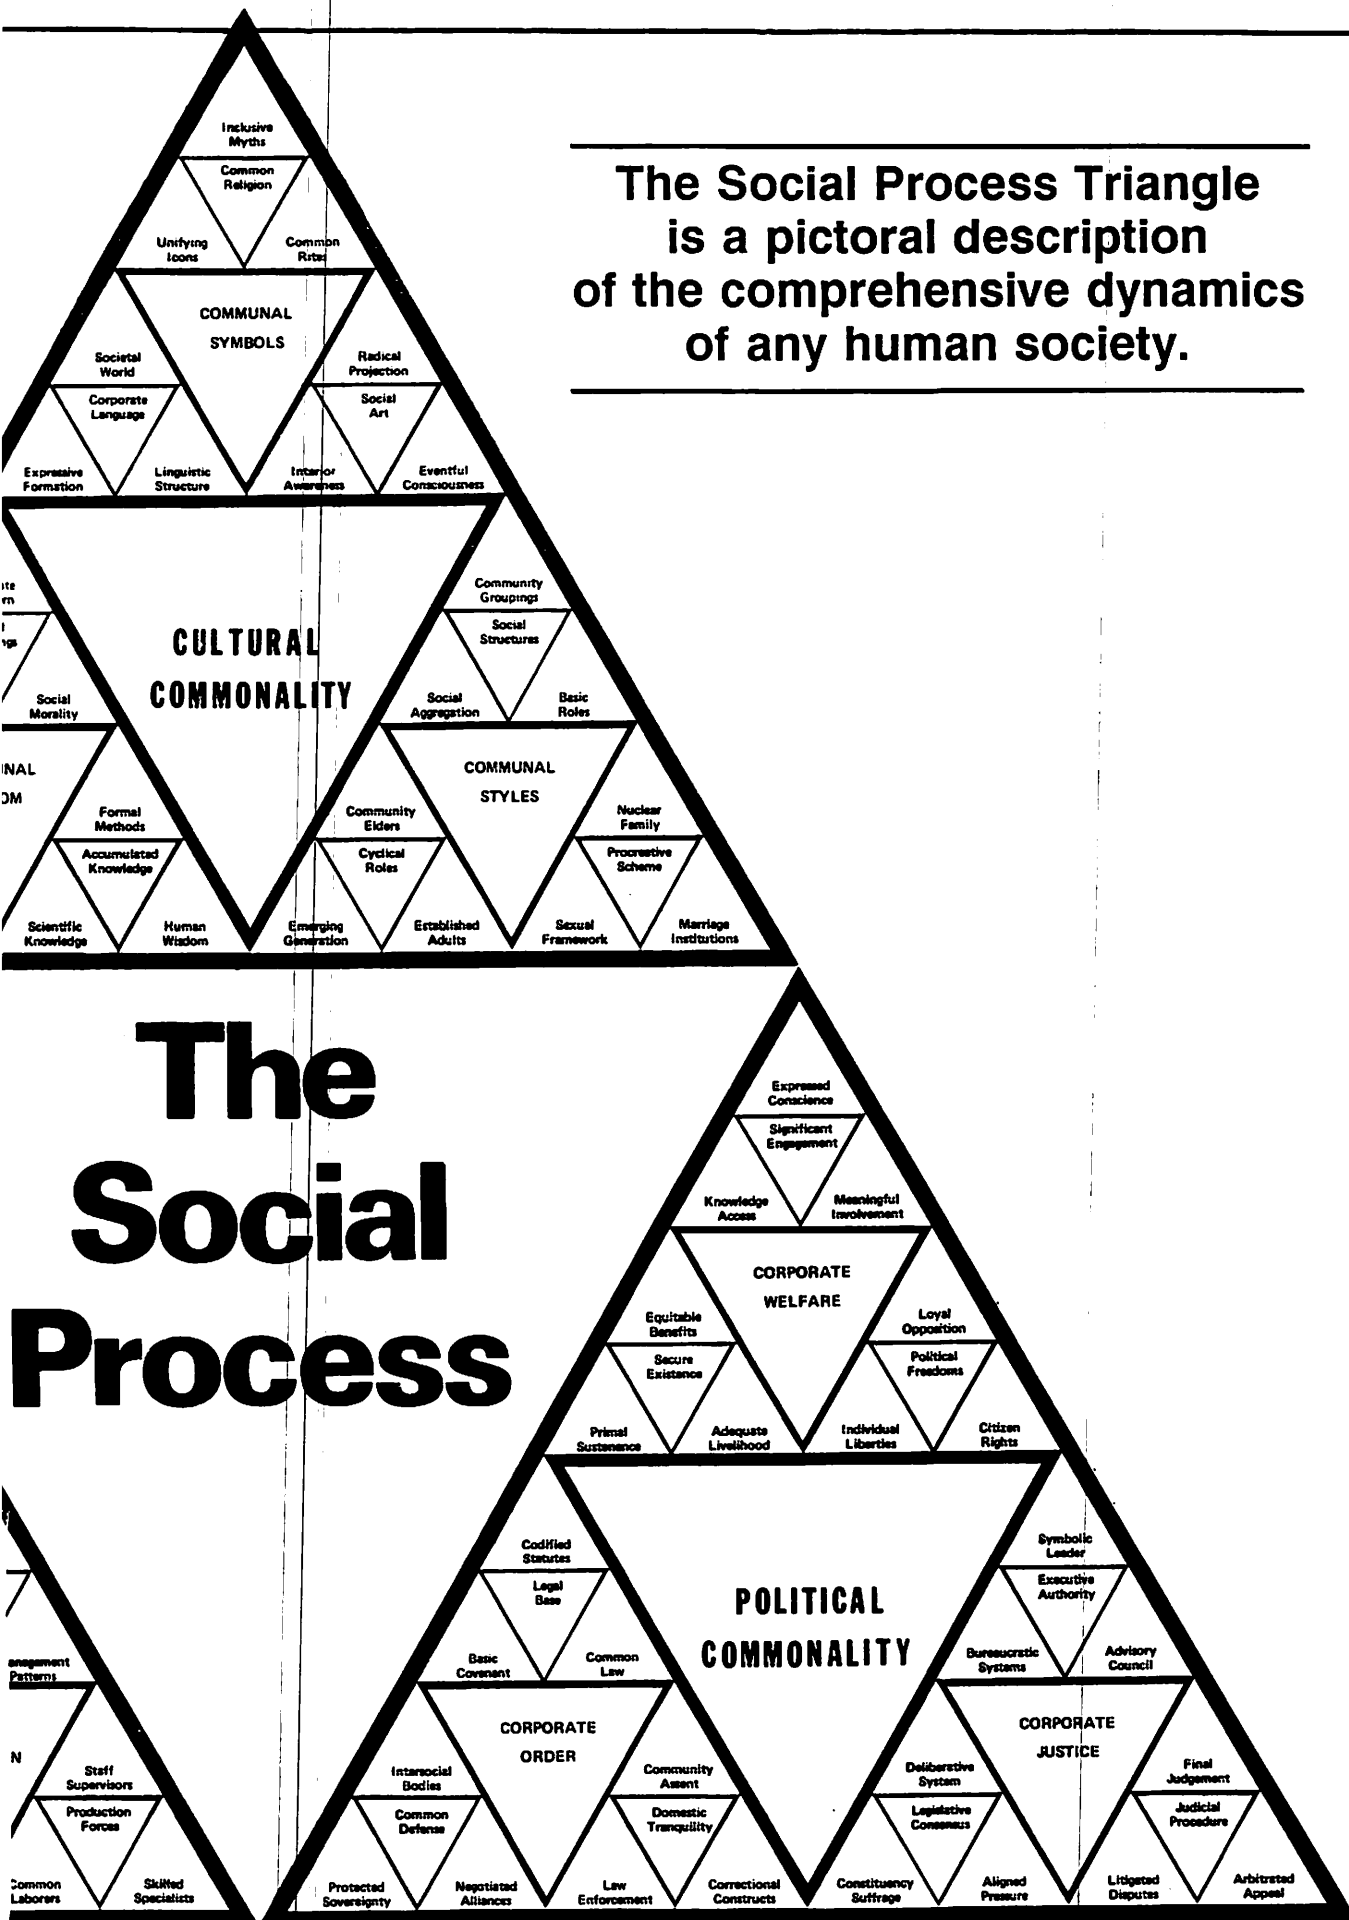 Inclusive
Myths
Common
Religion
Unifying
Icons
Common
Rites
COMMUNAL
SYMBOLS
Societal
World
Corporate
Language
Expressive
Formation
Linguistic
Structure
Radical
Projection
Social
Art
Interior
Awareness
Eventful
Consciousness
The Social Process Triangle
is a pictoral description
of the comprehensive dynamics
of any human society.
CULTURAL
COMMONALITY
Social
Morality
Formal
Methods
Accumulated
Knowledge
Scientific
Knowledge
Human
Wisdom
Community
Groupings
Social
Structures
Social
Aggregation
Basic
Roles
COMMUNAL
STYLES
Community
Elders
Cyclical
Roles
Emerging
Generation
Established
Adults
Nuclear
Family
Procreative
Scheme
Sexual
Framework
Marriage
Institutions
The
Social
Process
Expressed
Conscience
Significant
Engagement
Knowledge
Access
Meaningful
Involvement
CORPORATE
WELFARE
Equitable
Benefits
Secure
Existence
Primal
Sustenance
Adequate
Livelihood
Loyal
Opposition
Political
Freedoms
Individual
Liberties
Citizen
Rights
POLITICAL
COMMONALITY
Codified
Statutes
Legal
Base
Basic
Covenant
Common
Law
CORPORATE
ORDER
Intersocial
Bodies
Common
Defense
Protected
Sovereignty
Negotiated
Alliances
Community
Assent
Domestic
Tranquility
Law
Enforcement
Correctional
Constructs
Symbolic
Leader
Executive
Authority
Bureaucratic
Systems
Advisory
Council
CORPORATE
JUSTICE
Deliberative
System
Legislative
Consensus
Constituency
Suffrage
Aligned
Pressure
Final
Judgement
Judicial
Procedure
Litigated
Disputes
Arbitrated
Appeal
anagement
Patterns
Staff
Supervisors
Production
Forces
Common
Laborers
Skilled
Specialists